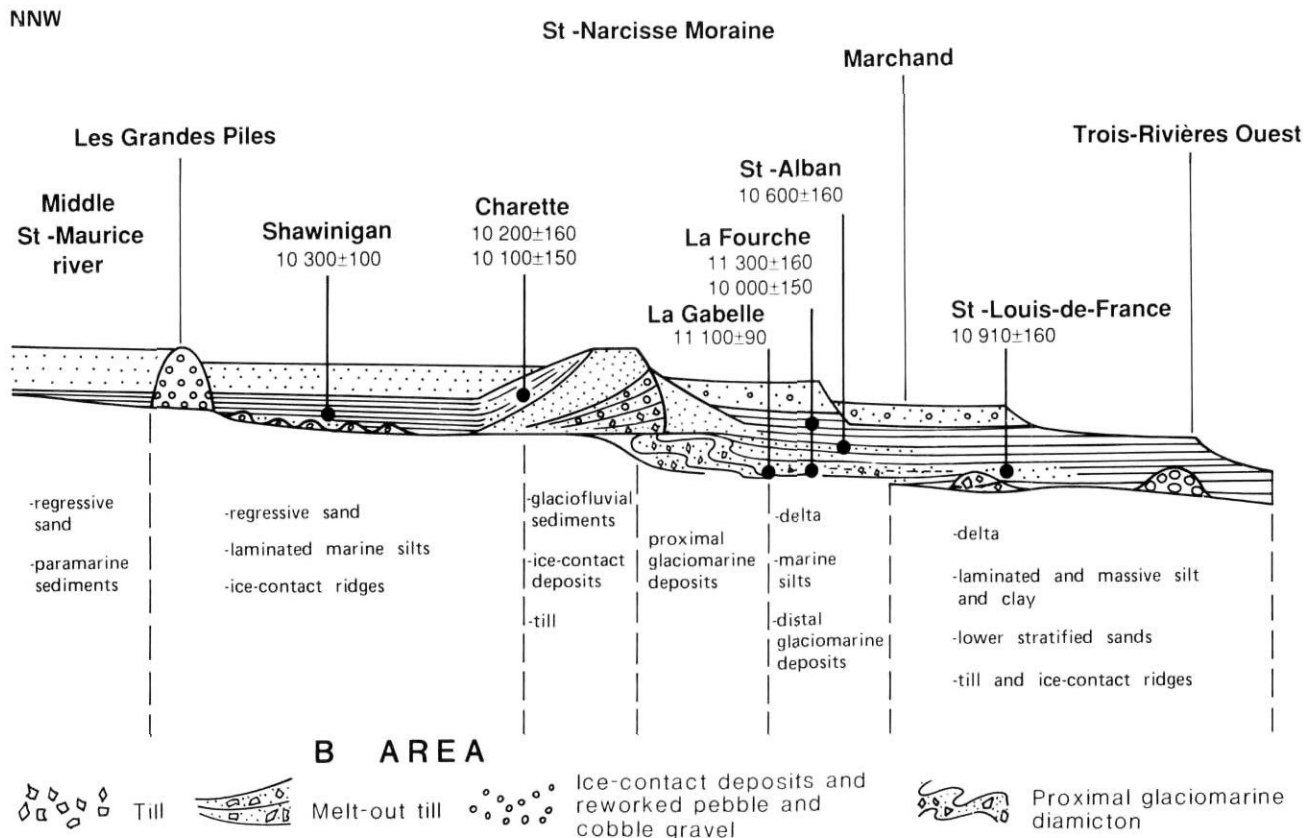 NNW
St -Narcisse Moraine
Marchand
Les Grandes Piles
Trois-Rivières Ouest
Middle
St -Maurice
river
Shawinigan
10 300±100
Charette
10 200±160
10 100±150
St -Alban
10 600±160
La Fourche
11 300±160
10 000±150
La Gabelle
11 100±90
St -Louis-de-France
10 910±160
-regressive
sand
-paramarine
sediments
-regressive sand
-laminated marine silts
-ice-contact ridges
-glaciofluvial
sediments
-ice-contact
deposits
-till
proximal
glaciomarine
deposits
-delta
-marine
silts
-distal
glaciomarine
deposits
-delta
-laminated and massive silt
and clay
-lower stratified sands
-till and ice-contact ridges
B AREA
Till
Melt-out till
Ice-contact deposits and
reworked pebble and
cobble gravel
Proximal glaciomarine
diamicton